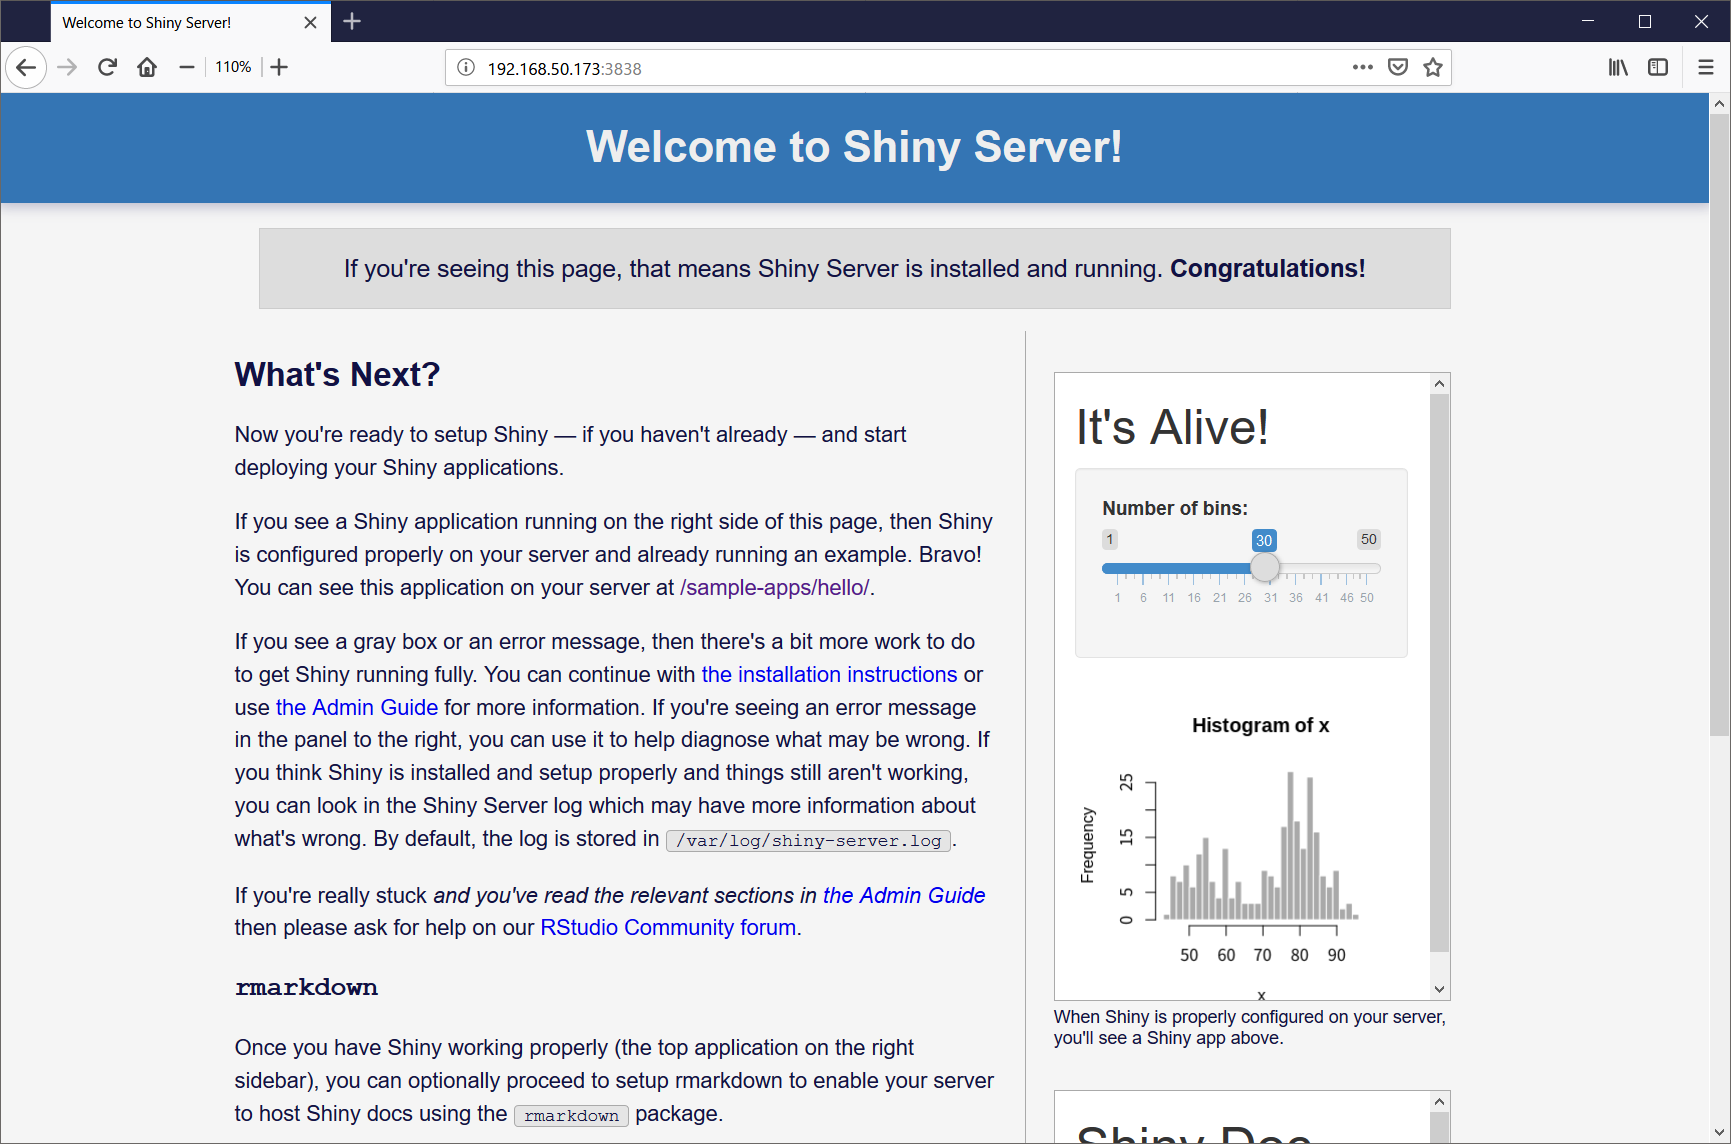 Welcome to Shiny Server!
110%
192.168.50.173:3838
Welcome to Shiny Server!
If you're seeing this page, that means Shiny Server is installed and running. Congratulations!
What's Next?
Now you're ready to setup Shiny — if you haven't already — and start
deploying your Shiny applications.
If you see a Shiny application running on the right side of this page, then Shiny
is configured properly on your server and already running an example. Bravo!
You can see this application on your server at /sample-apps/hello/.
If you see a gray box or an error message, then there's a bit more work to do
to get Shiny running fully. You can continue with the installation instructions or
use the Admin Guide for more information. If you're seeing an error message
in the panel to the right, you can use it to help diagnose what may be wrong. If
you think Shiny is installed and setup properly and things still aren't working,
you can look in the Shiny Server log which may have more information about
what's wrong. By default, the log is stored in /var/log/shiny-server.log.
If you're really stuck and you've read the relevant sections in the Admin Guide
then please ask for help on our RStudio Community forum.
rmarkdown
Once you have Shiny working properly (the top application on the right
sidebar), you can optionally proceed to setup rmarkdown to enable your server
to host Shiny docs using the rmarkdown package.
It's Alive!
Number of bins:
1 30 50
1 6 11 16 21 26 31 36 41 46 50
Histogram of x
Frequency
25
15
5
0
50 60 70 80 90
x
When Shiny is properly configured on your server,
you'll see a Shiny app above.
Shiny Doc